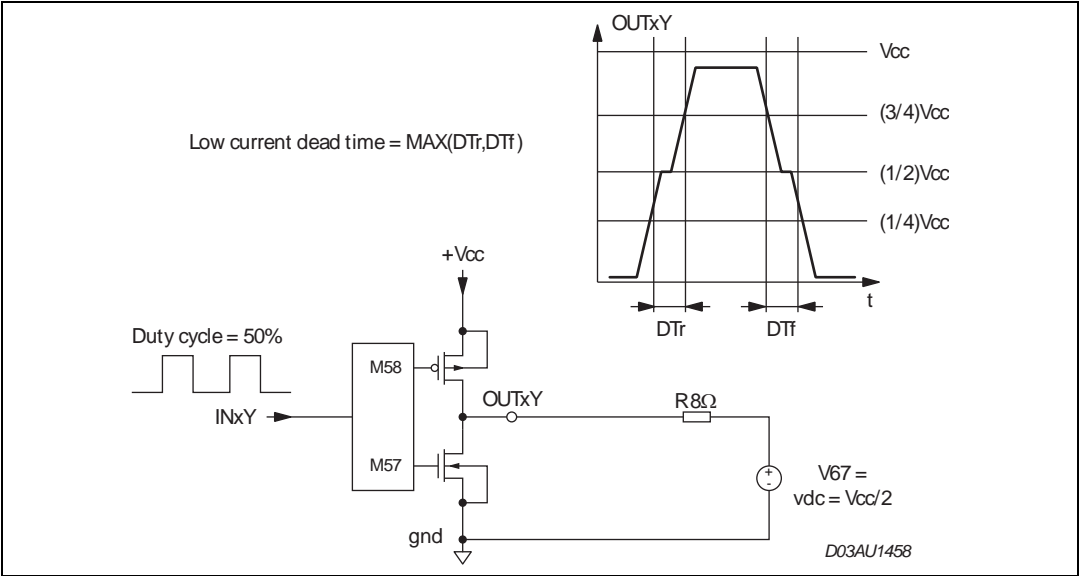 OUTxY
Vcc
(3/4)Vcc
Low current dead time = MAX(DTr,DTf)
(1/2)Vcc
(1/4)Vcc
+Vcc
t
DTr
DTf
Duty cycle = 50%
M58
OUTxY
R8Ω
INxY
M57
+
-
V67 =
vdc = Vcc/2
gnd
D03AU1458